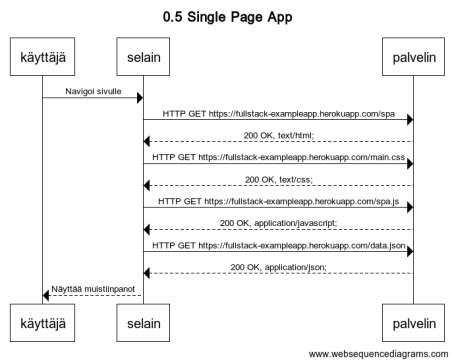 0.5 Single Page App
käyttäjä
selain
palvelin
Navigoi sivulle
HTTP GET https://fullstack-exampleapp.herokuapp.com/spa
200 OK, text/html;
HTTP GET https://fullstack-exampleapp.herokuapp.com/main.css
200 OK, text/css;
HTTP GET https://fullstack-exampleapp.herokuapp.com/spa.js
200 OK, application/javascript;
HTTP GET https://fullstack-exampleapp.herokuapp.com/data.json
200 OK, application/json;
Näyttää muistiinpanot
käyttäjä
selain
palvelin
www.websequencediagrams.com